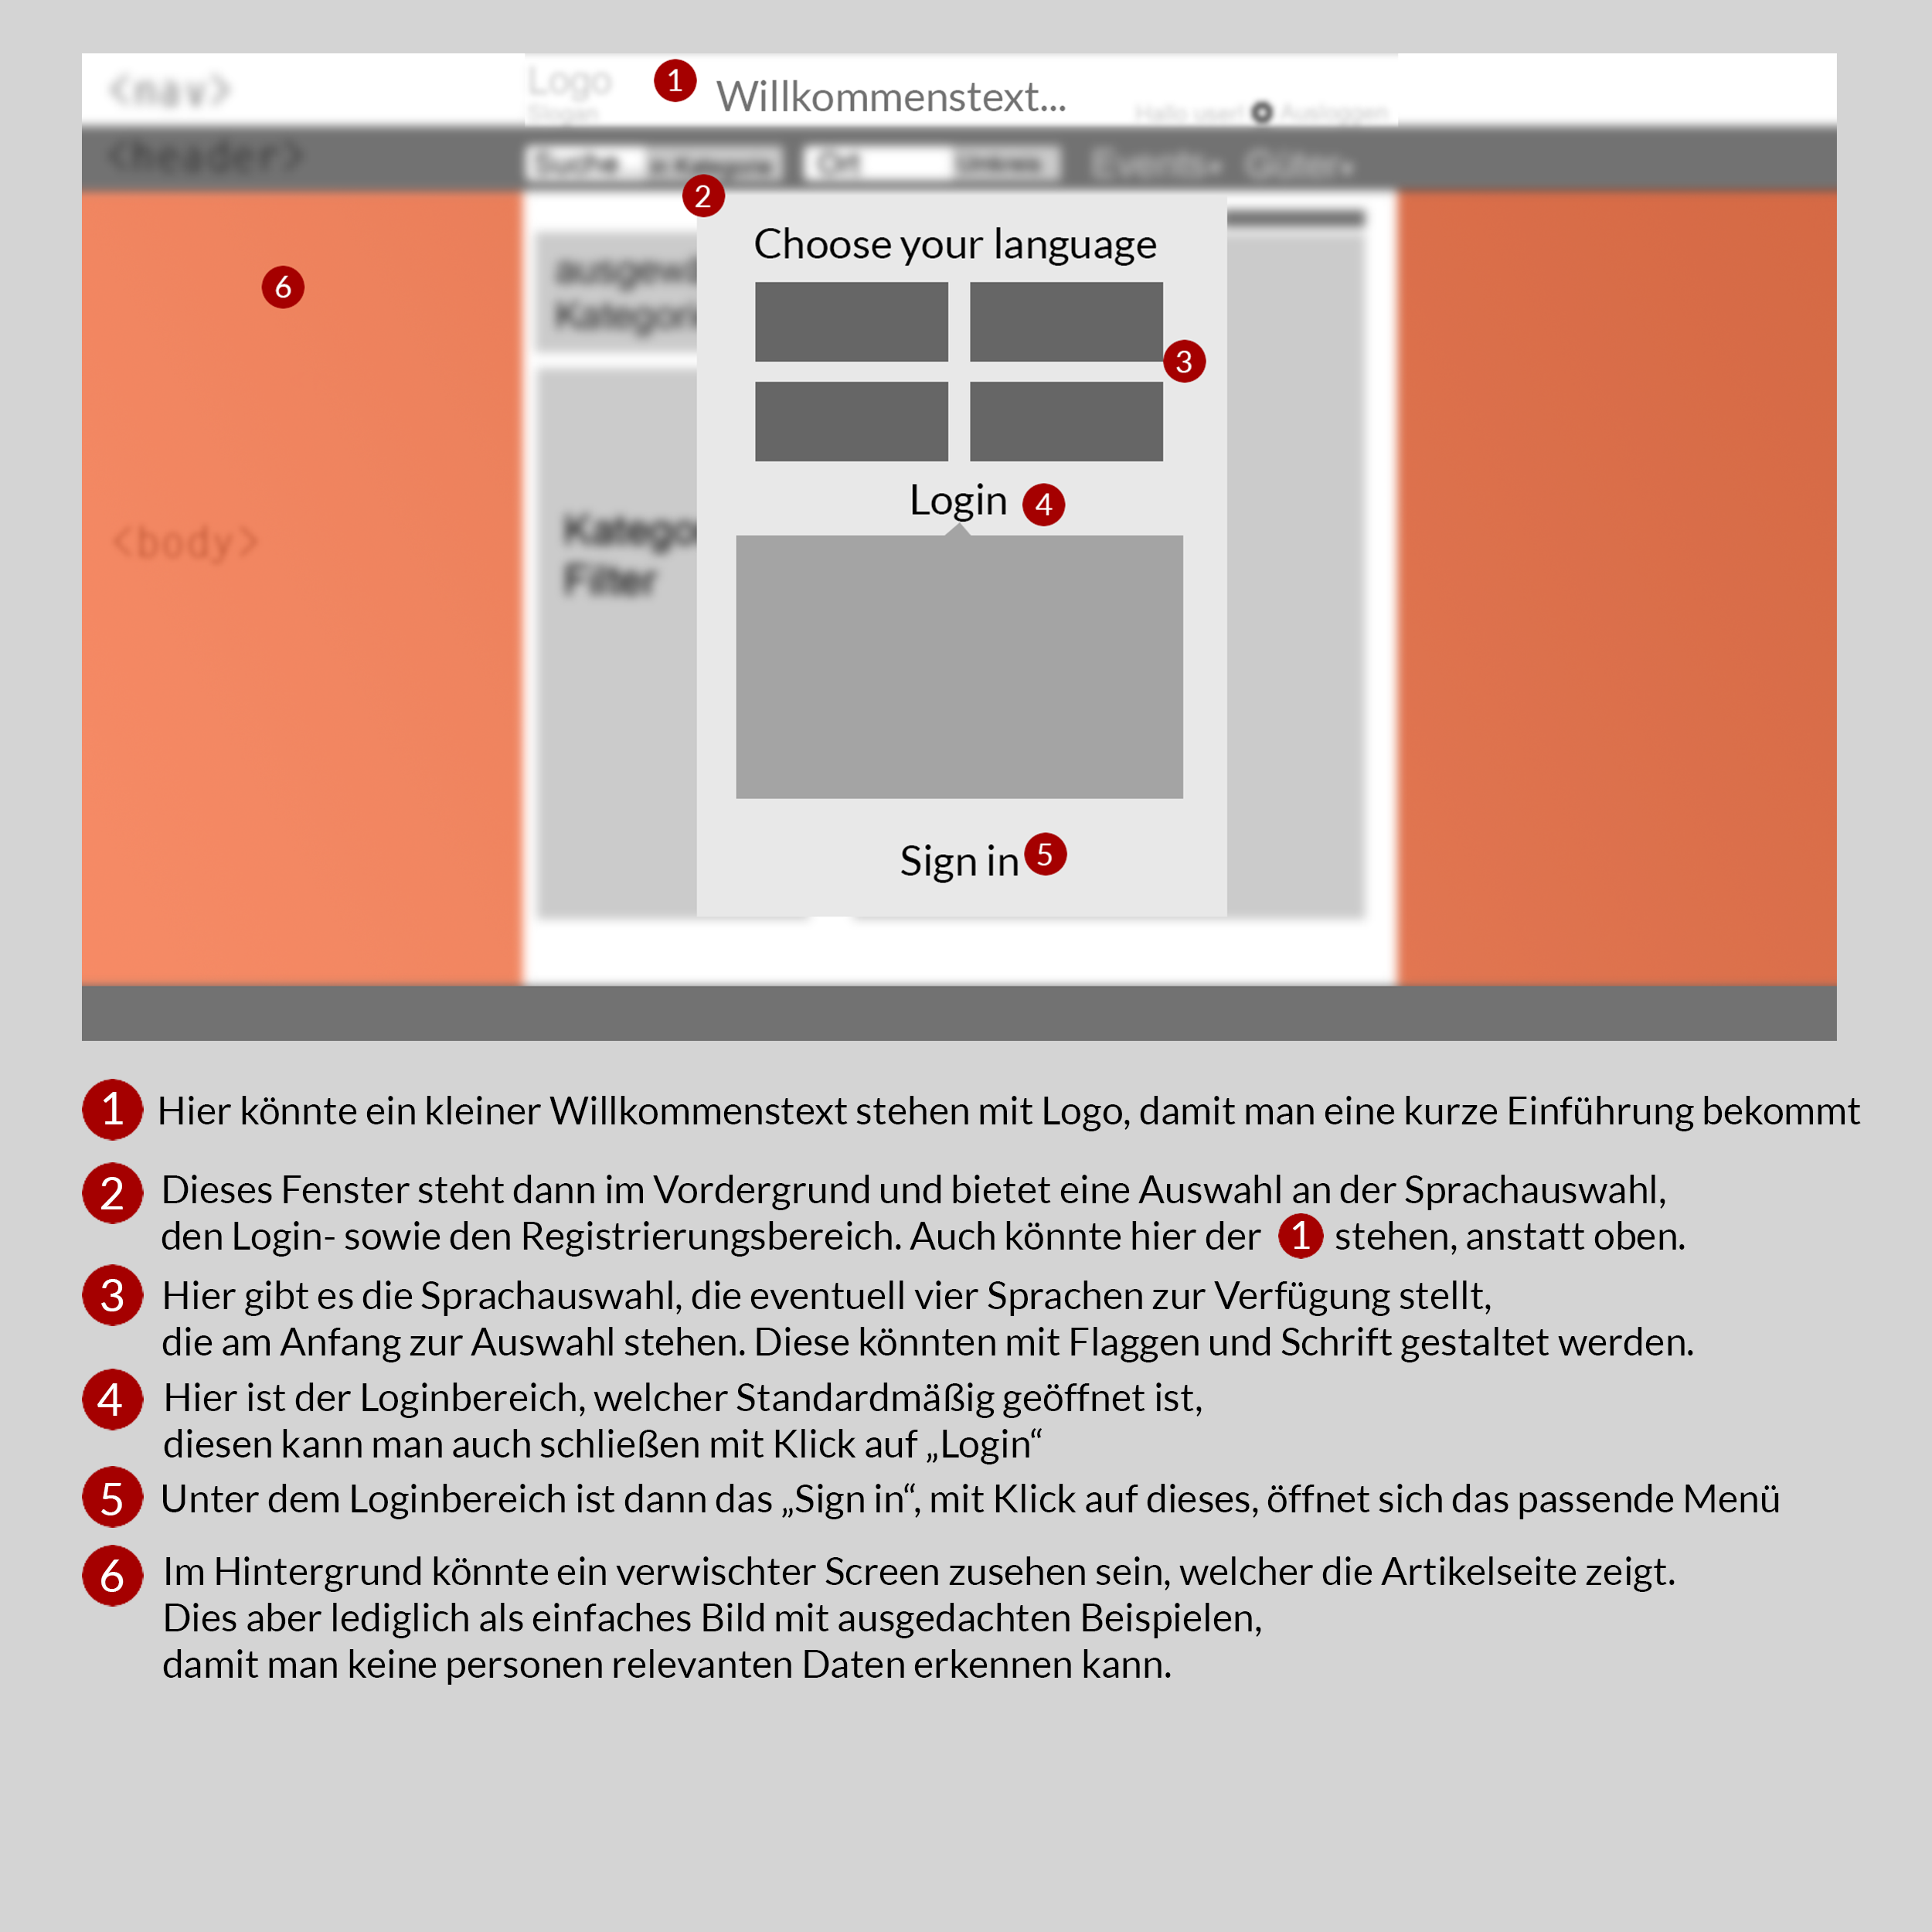 <nav>
Logo
Slogan
1
Willkommenstext...
Hallo user!
Ausloggen
<header>
Suche
in Kategorie
Ort
Umkreis
Events
Güter
2
Choose your language
6
3
Login
4
<body>
Filter
Sign in
5
1 Hier könnte ein kleiner Willkommenstext stehen mit Logo, damit man eine kurze Einführung bekommt
2 Dieses Fenster steht dann im Vordergrund und bietet eine Auswahl an der Sprachauswahl,
den Login- sowie den Registrierungsbereich. Auch könnte hier der 1 stehen, anstatt oben.
3 Hier gibt es die Sprachauswahl, die eventuell vier Sprachen zur Verfügung stellt,
die am Anfang zur Auswahl stehen. Diese könnten mit Flaggen und Schrift gestaltet werden.
4 Hier ist der Loginbereich, welcher Standardmäßig geöffnet ist,
diesen kann man auch schließen mit Klick auf „Login“
5 Unter dem Loginbereich ist dann das „Sign in“, mit Klick auf dieses, öffnet sich das passende Menü
6 Im Hintergrund könnte ein verwischter Screen zusehen sein, welcher die Artikelseite zeigt.
Dies aber lediglich als einfaches Bild mit ausgedachten Beispielen,
damit man keine personen relevanten Daten erkennen kann.